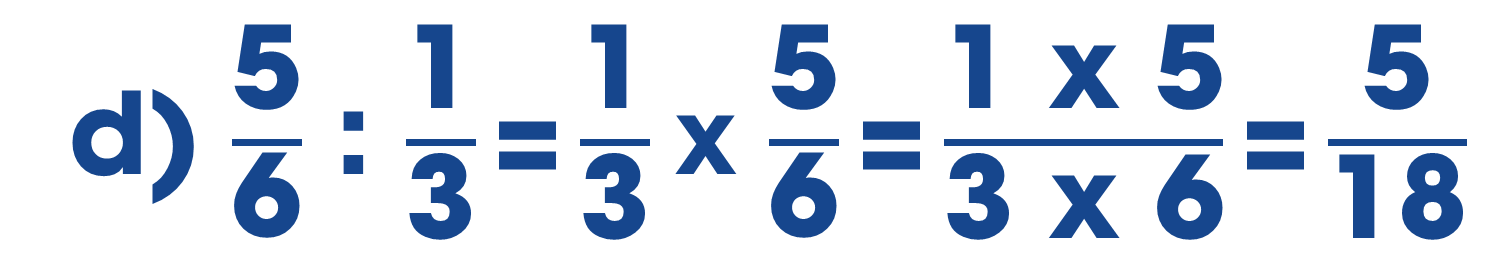 d) 5/6 : 1/3 = 1/3 x 5/6 = 1 x 5/3 x 6 = 5/18